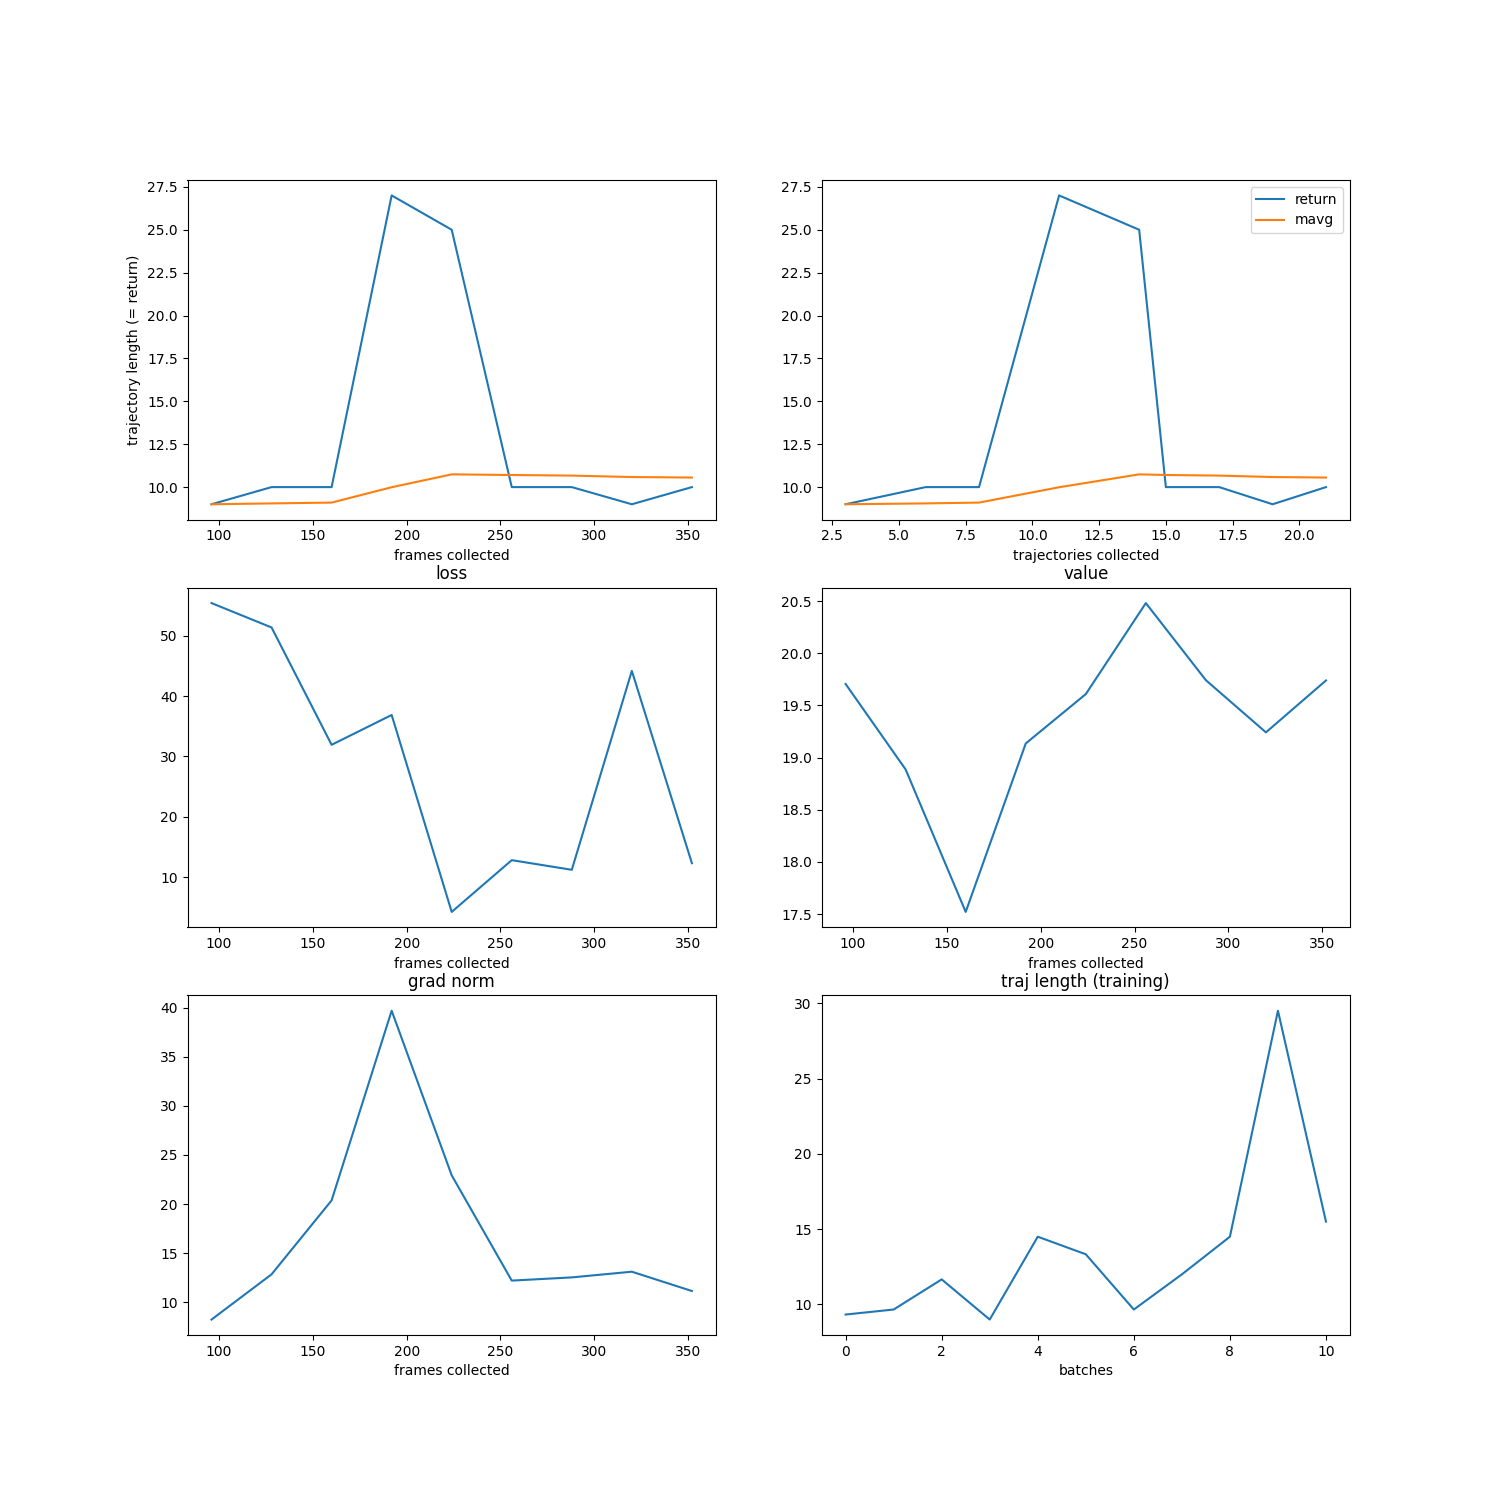 27.5
25.0
22.5
20.0
17.5
15.0
12.5
10.0
trajectory length (= return)
100 150 200 250 300 350
frames collected
27.5
25.0
22.5
20.0
17.5
15.0
12.5
10.0
return
mavg
2.5 5.0 7.5 10.0 12.5 15.0 17.5 20.0
trajectories collected
loss
50
40
30
20
10
100 150 200 250 300 350
frames collected
value
20.5
20.0
19.5
19.0
18.5
18.0
17.5
100 150 200 250 300 350
frames collected
grad norm
40
35
30
25
20
15
10
100 150 200 250 300 350
frames collected
traj length (training)
30
25
20
15
10
0 2 4 6 8 10
batches